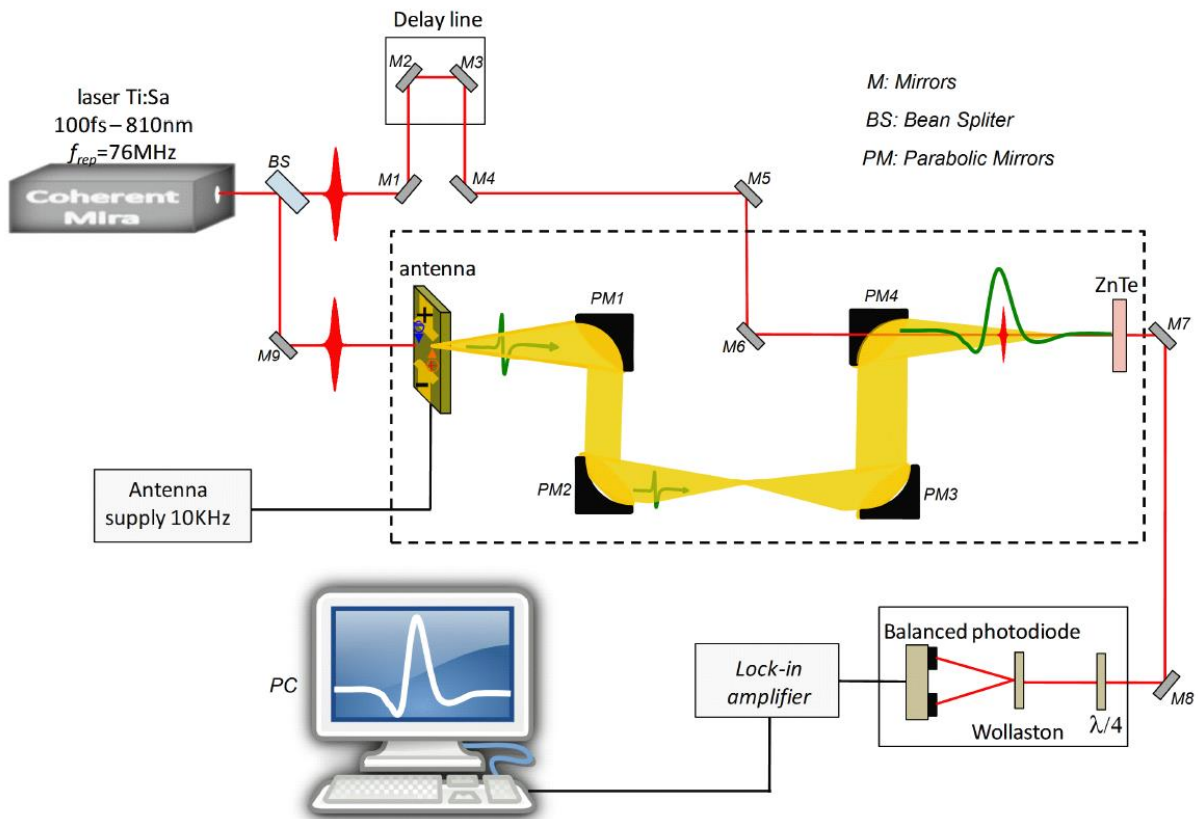 Delay line
M2
M3
M: Mirrors
BS: Bean Spliter
PM: Parabolic Mirrors
laser Ti:Sa
100fs – 810nm
f_rep=76MHz
BS
Coherent
Mira
M1
M4
M5
antenna
PM1
PM4
ZnTe
M9
M6
M7
+
−
PM2
PM3
Antenna
supply 10KHz
Balanced photodiode
Lock-in
amplifier
PC
Wollaston
λ/4
M8